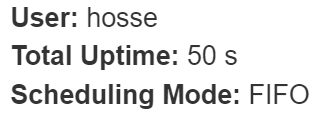 User: hosse
Total Uptime: 50 s
Scheduling Mode: FIFO